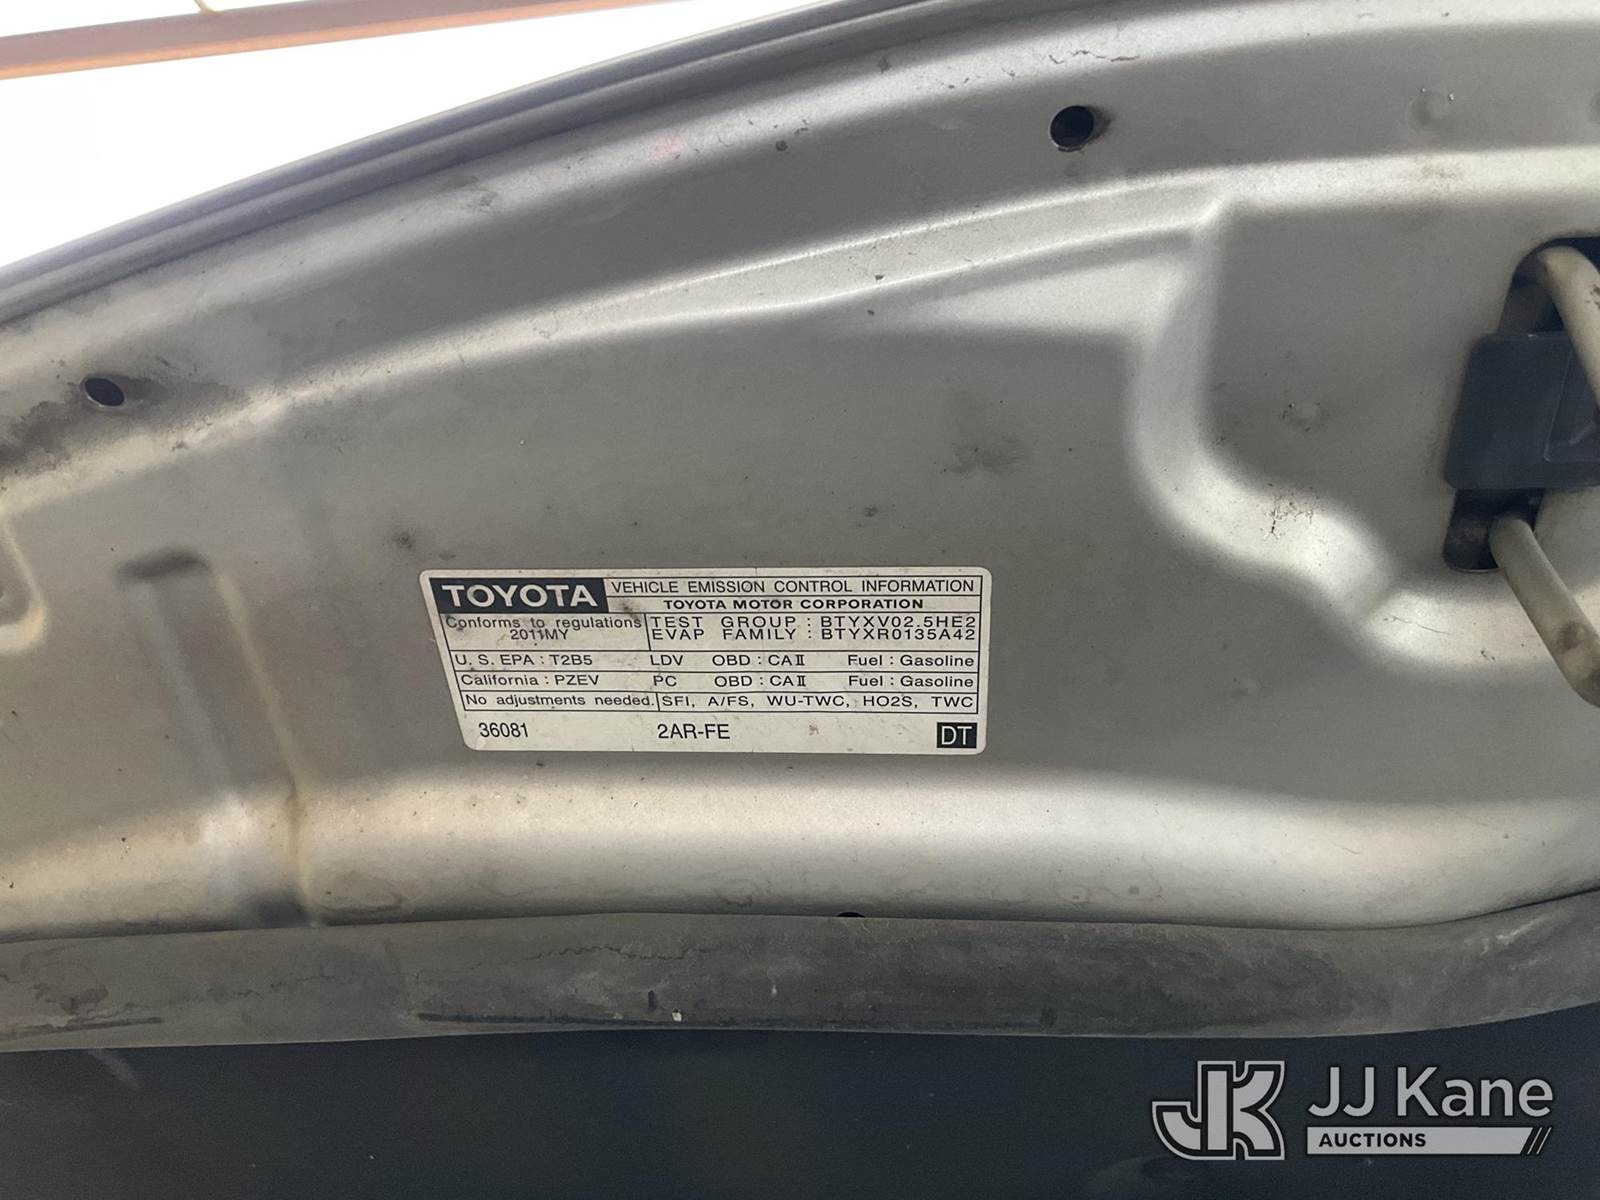 TOYOTA VEHICLE EMISSION CONTROL INFORMATION
TOYOTA MOTOR CORPORATION
Conforms to regulations TEST GROUP : BTYXV02.5HE2
2011MY EVAP FAMILY : BTYXR0135A42
U. S. EPA : T2B5 LDV OBD : CAⅡ Fuel : Gasoline
California : PZEV PC OBD : CAⅡ Fuel : Gasoline
No adjustments needed. SFI, A/FS, WU-TWC, HO2S, TWC
36081 2AR-FE DT
JK JJ Kane
AUCTIONS